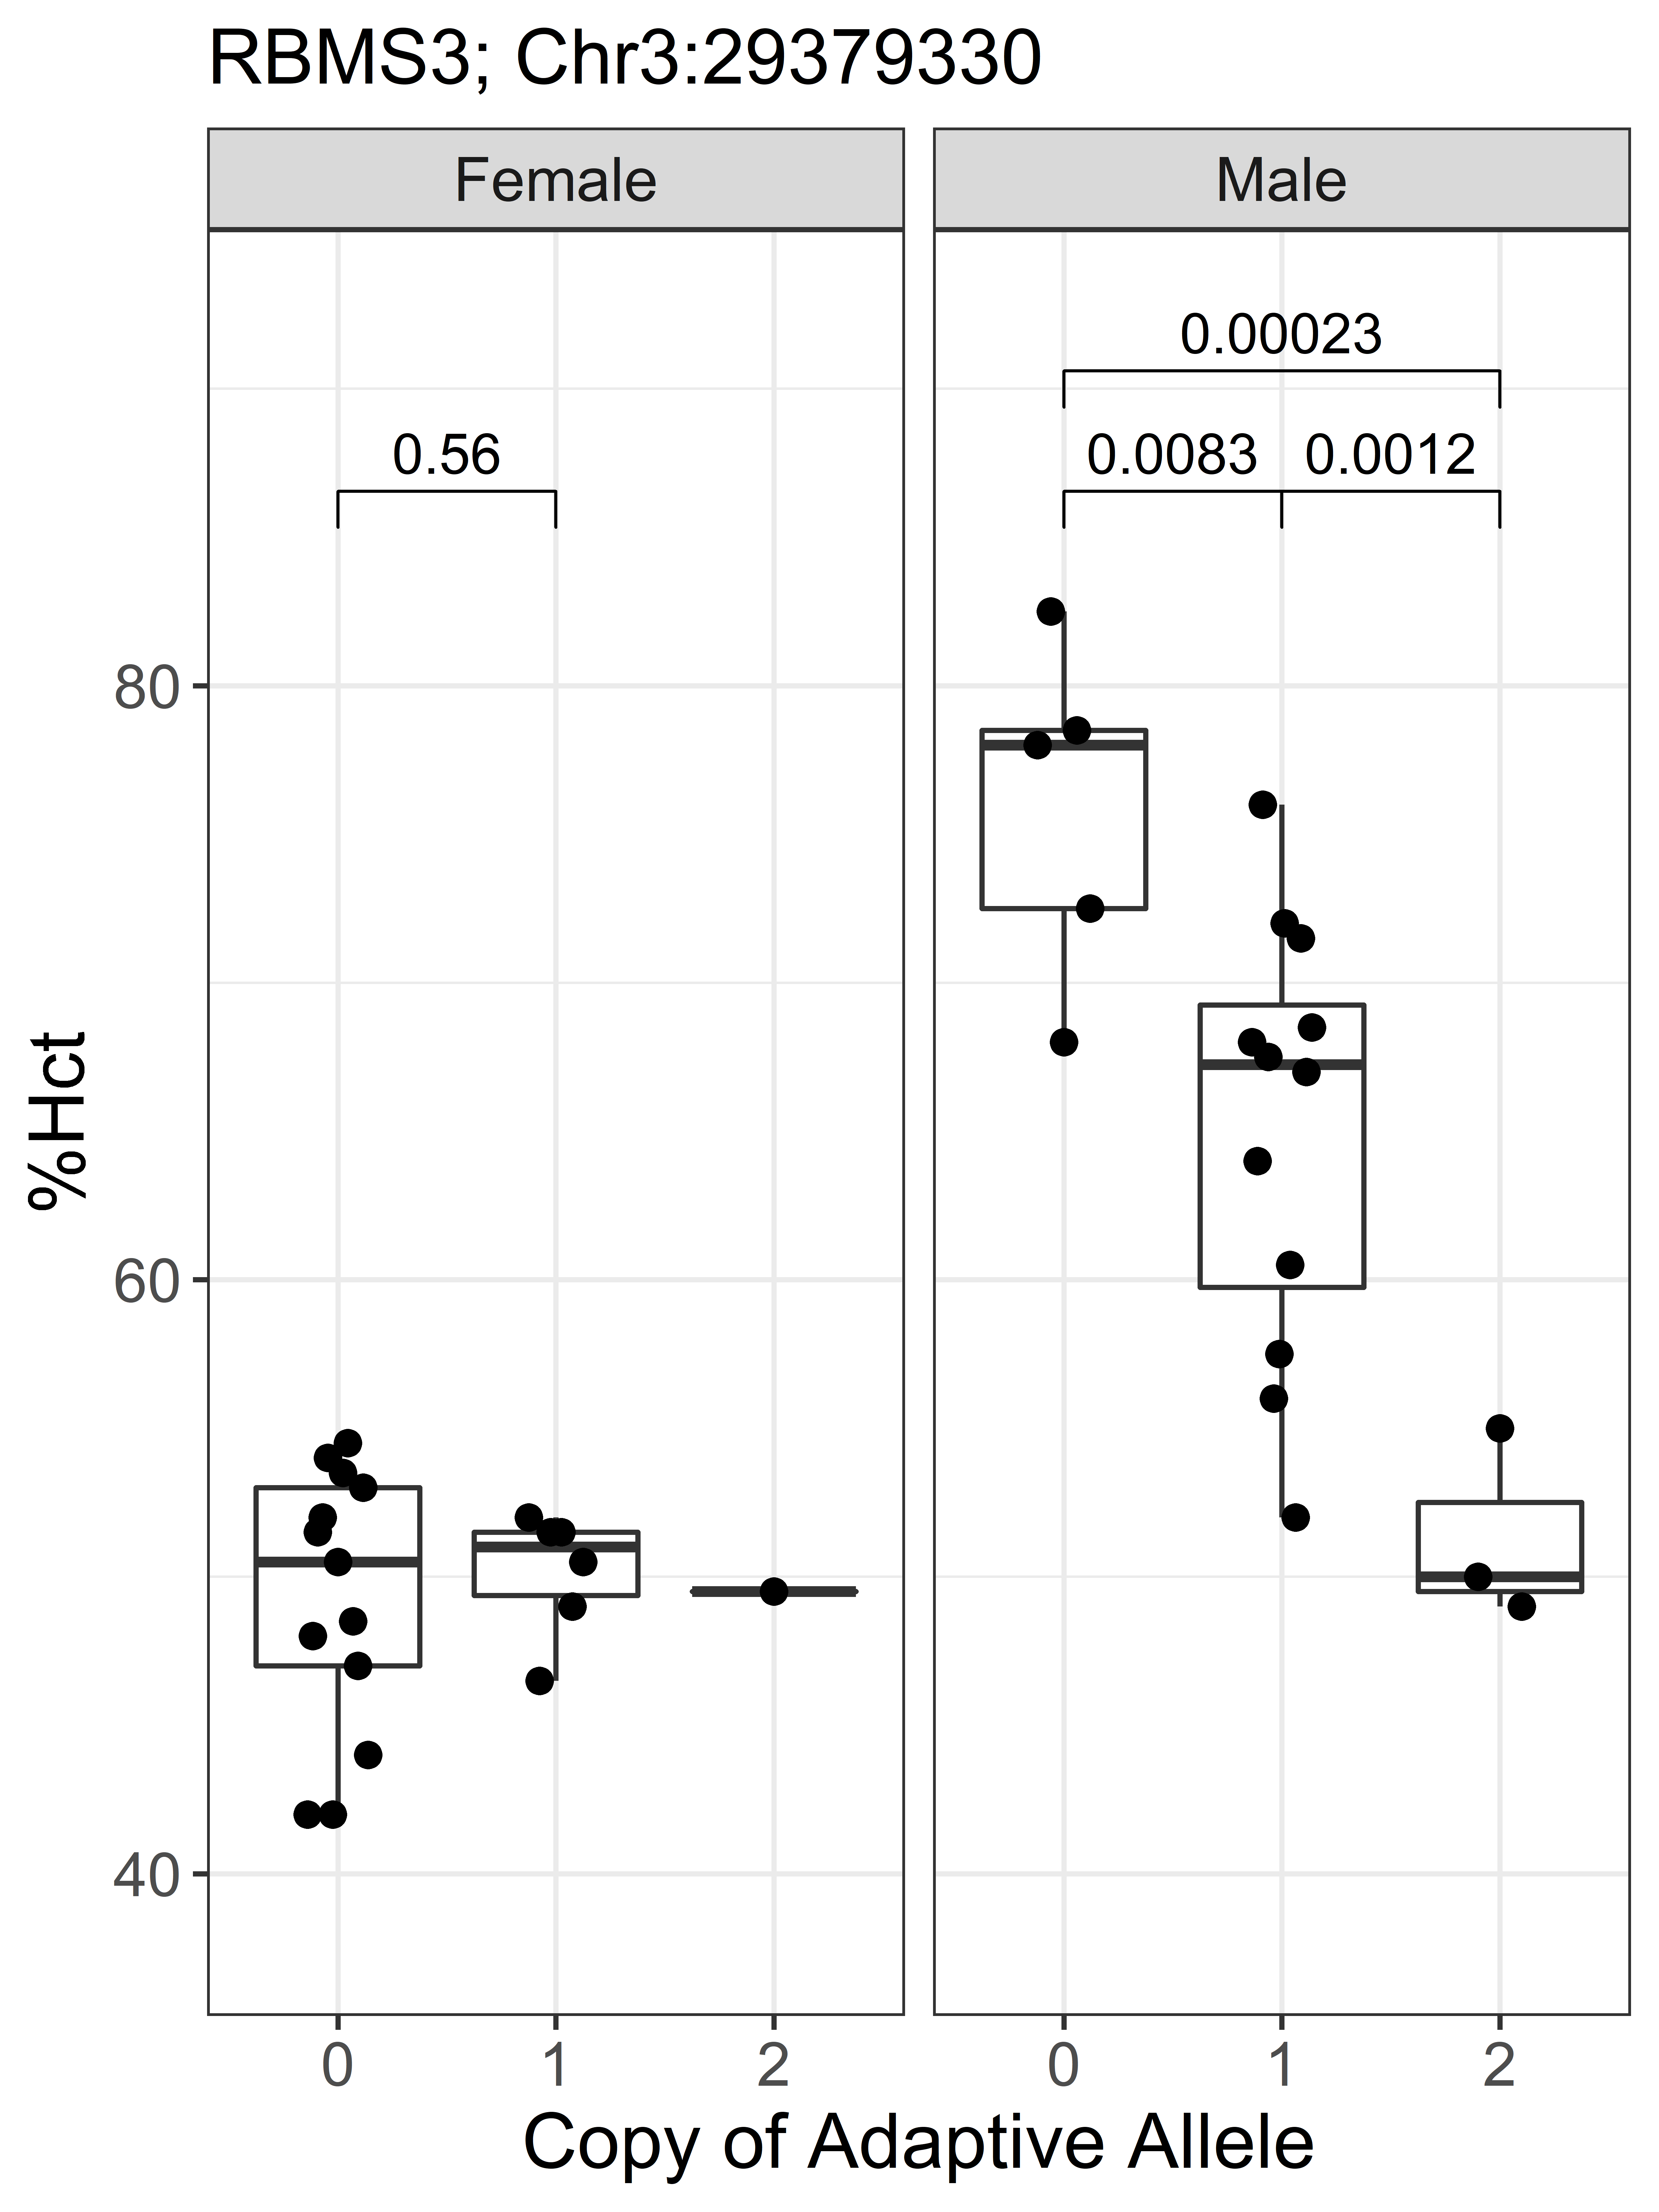 RBMS3; Chr3:29379330
Female
Male
0.00023
0.56
0.0083
0.0012
80
60
40
%Hct
0 1 2
0 1 2
Copy of Adaptive Allele